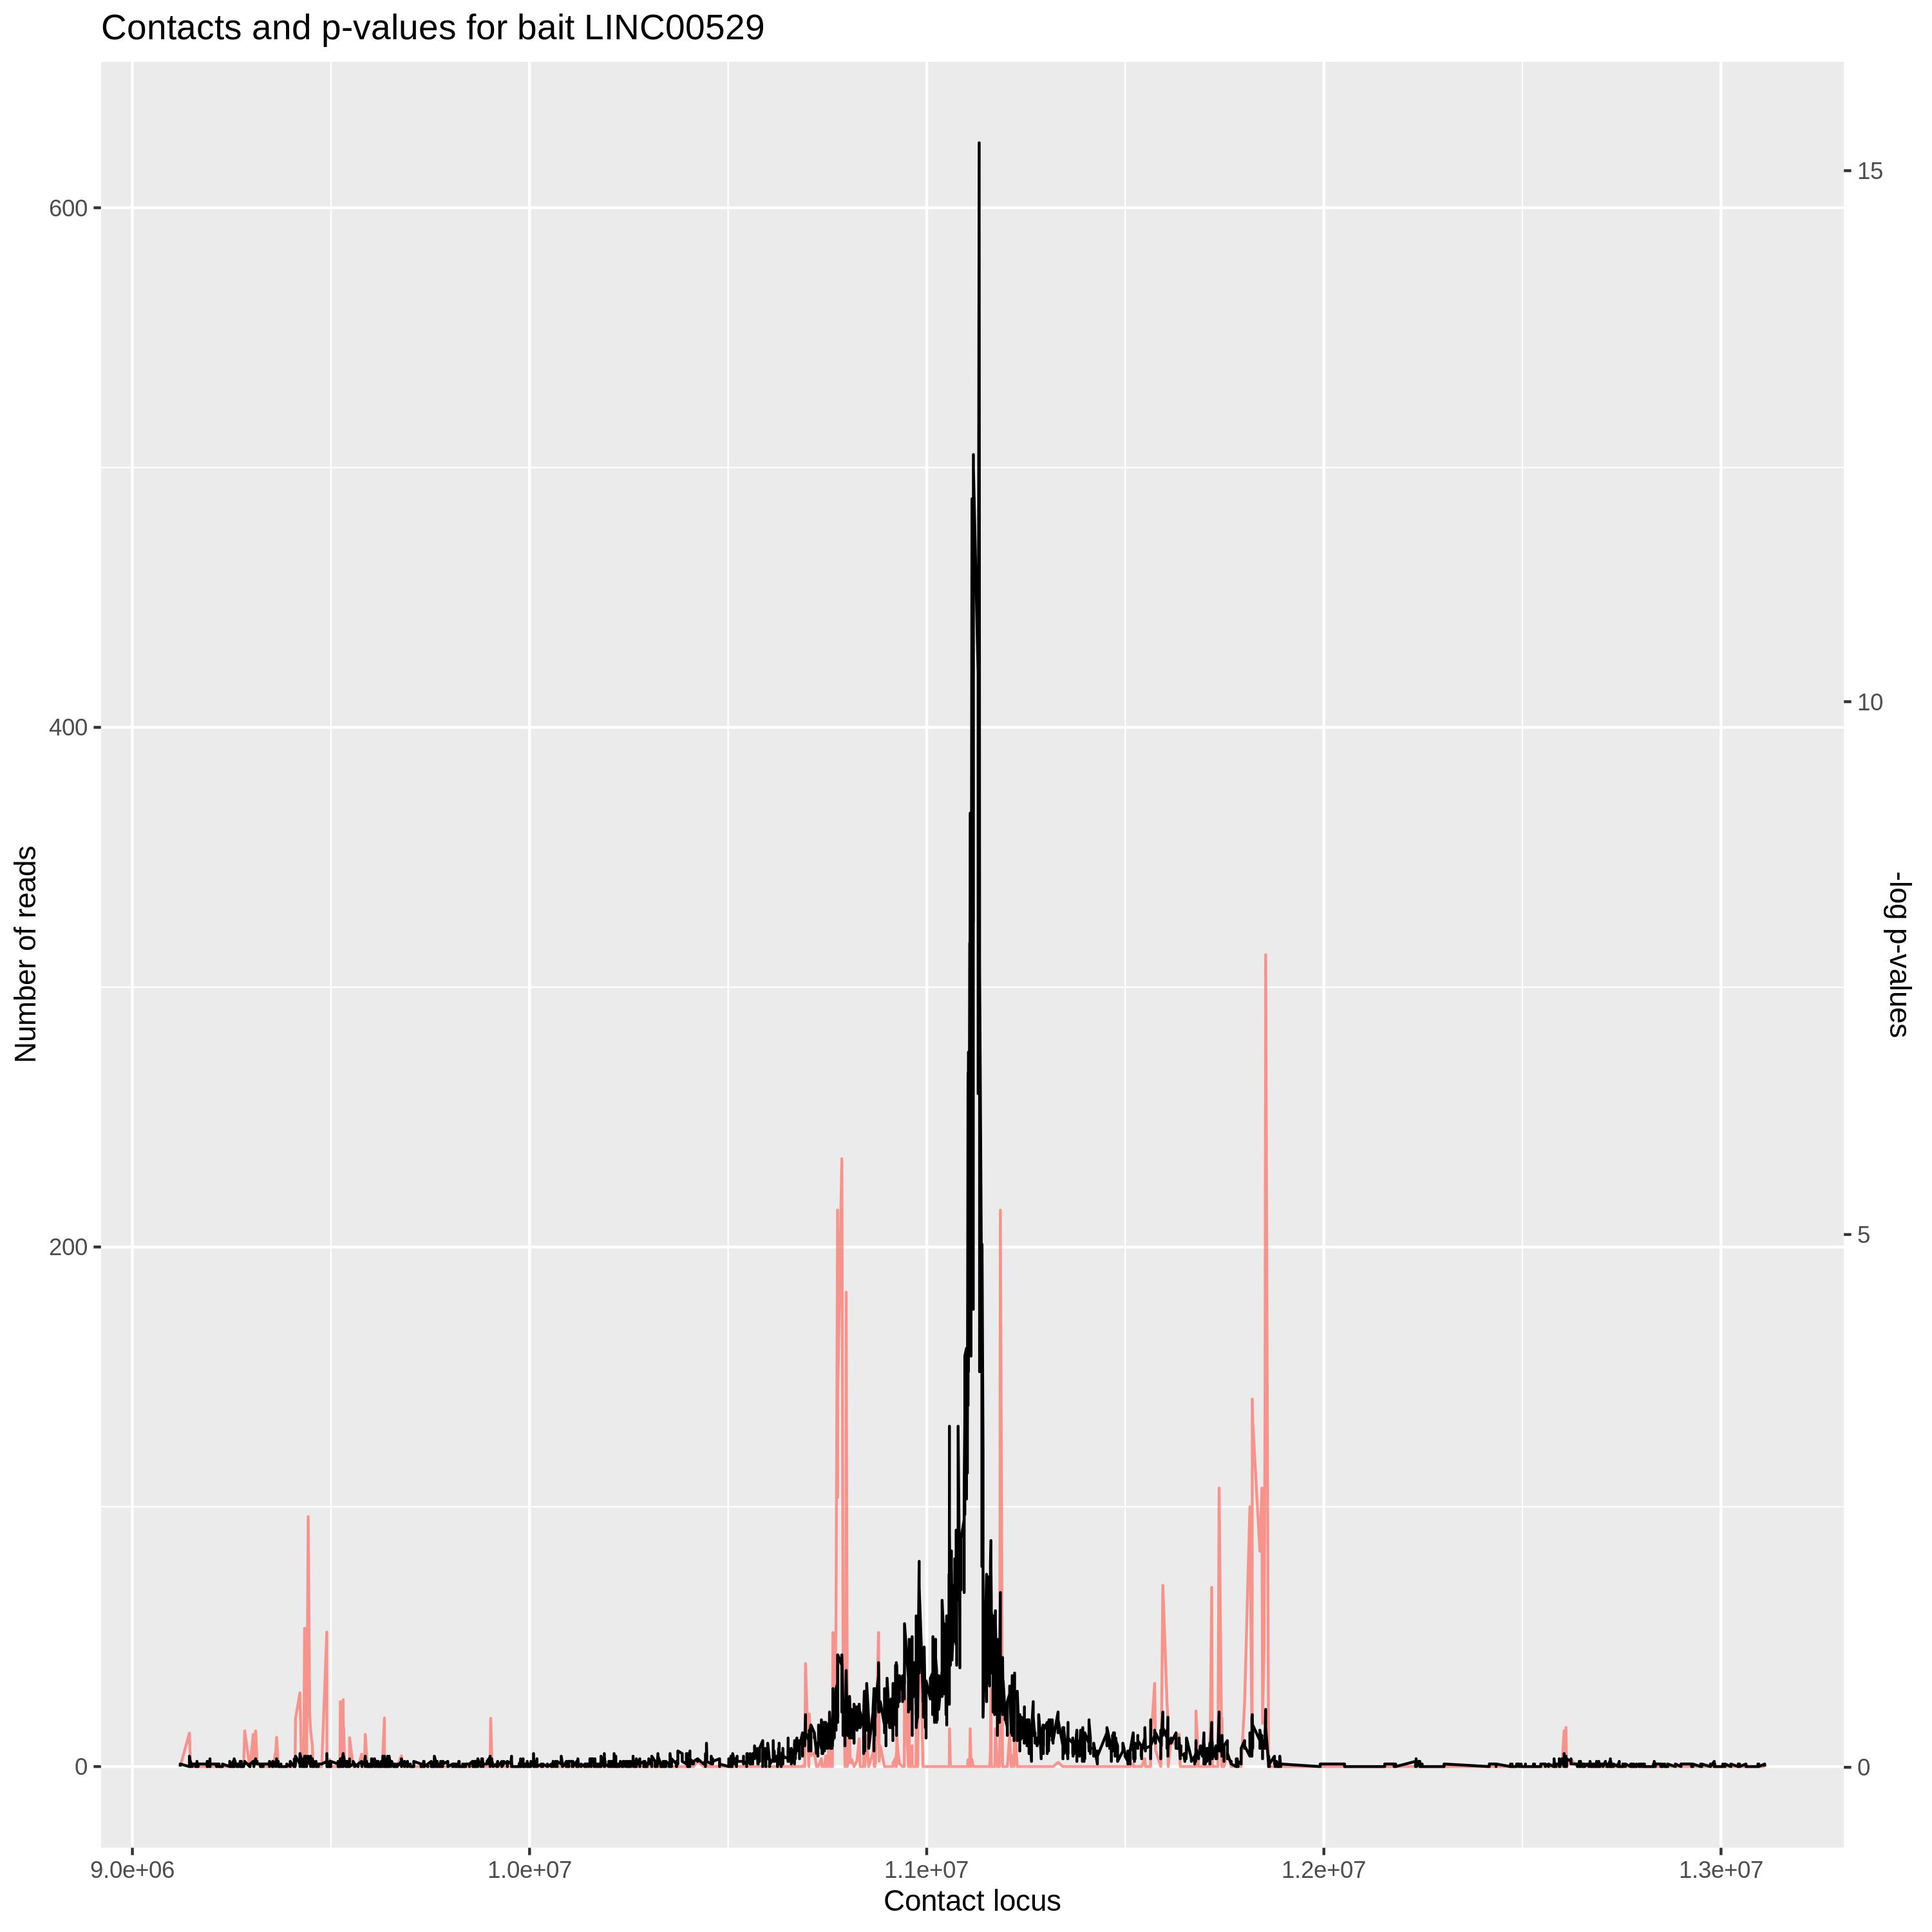 Contacts and p-values for bait LINC00529
600
400
200
0
Number of reads
15
10
5
0
-log p-values
9.0e+06
1.0e+07
1.1e+07
1.2e+07
1.3e+07
Contact locus